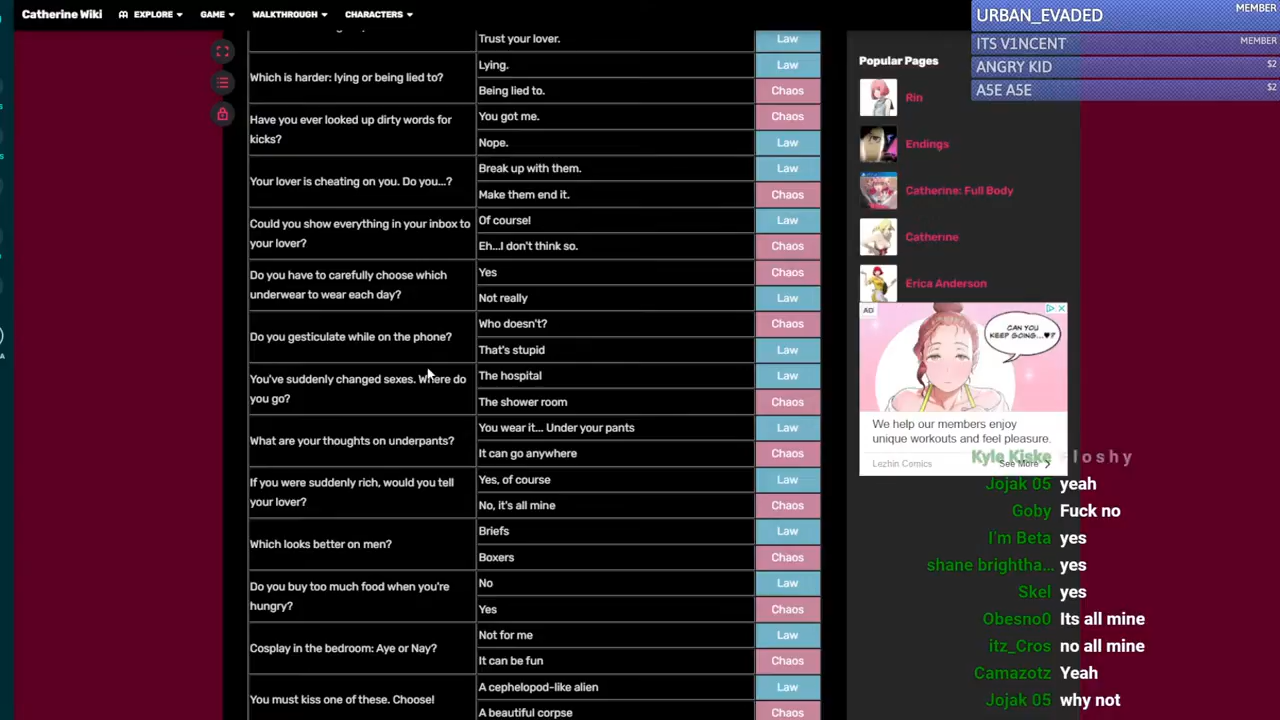 Catherine Wiki
EXPLORE
GAME
WALKTHROUGH
CHARACTERS
URBAN_EVADED
MEMBER
ITS V1NCENT
MEMBER
ANGRY KID
$2
A5E A5E
$2
Trust your lover.
Law
Which is harder: lying or being lied to?
Lying.
Law
Being lied to.
Chaos
Have you ever looked up dirty words for
kicks?
You got me.
Chaos
Nope.
Law
Your lover is cheating on you. Do you...?
Break up with them.
Law
Make them end it.
Chaos
Could you show everything in your inbox to
your lover?
Of course!
Law
Eh...I don't think so.
Chaos
Do you have to carefully choose which
underwear to wear each day?
Yes
Chaos
Not really
Law
Do you gesticulate while on the phone?
Who doesn't?
Chaos
That's stupid
Law
You've suddenly changed sexes. Where do
you go?
The hospital
Law
The shower room
Chaos
What are your thoughts on underpants?
You wear it... Under your pants
Law
It can go anywhere
Chaos
If you were suddenly rich, would you tell
your lover?
Yes, of course
Law
No, it's all mine
Chaos
Which looks better on men?
Briefs
Law
Boxers
Chaos
Do you buy too much food when you're
hungry?
No
Law
Yes
Chaos
Cosplay in the bedroom: Aye or Nay?
Not for me
Law
It can be fun
Chaos
You must kiss one of these. Choose!
A cephelopod-like alien
Law
A beautiful corpse
Chaos
Popular Pages
Rin
Endings
Catherine: Full Body
Catherine
Erica Anderson
AD
CAN YOU
KEEP GOING...♥?
We help our members enjoy
unique workouts and feel pleasure.
Lezhin Comics
See More
Kyle Kiske
l o s h y
Jojak 05 yeah
Goby Fuck no
I'm Beta yes
shane brightha... yes
Skel yes
Obesno0 Its all mine
itz_Cros no all mine
Camazotz Yeah
Jojak 05 why not